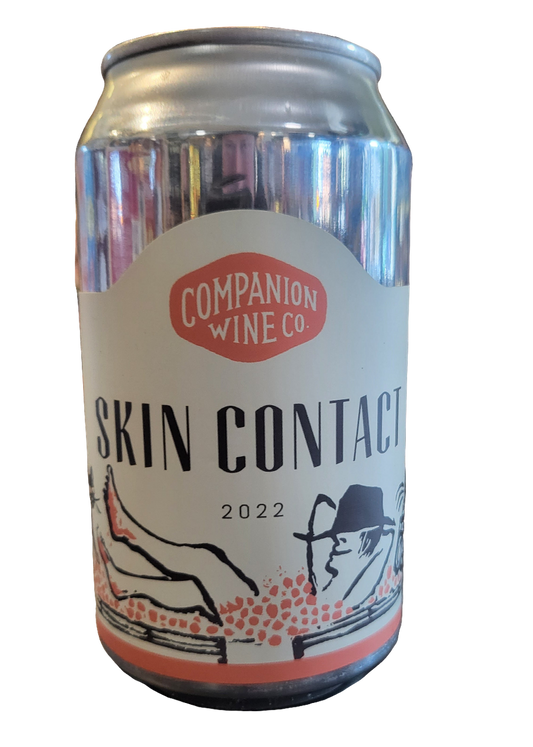 COMPANION
WINE CO.
SKIN CONTACT
2022